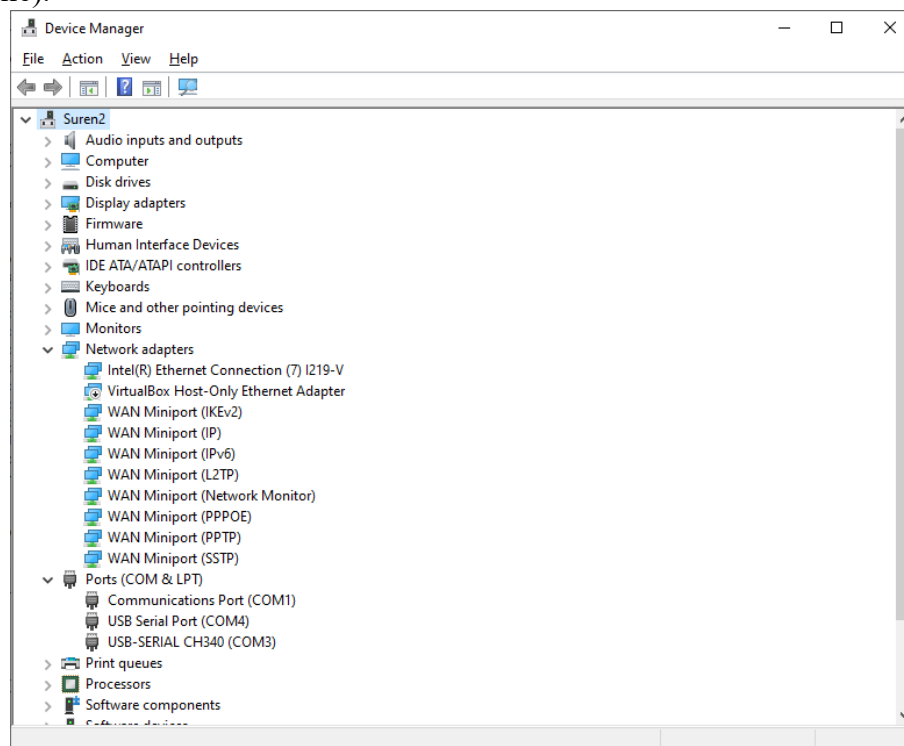 Device Manager
File Action View Help
Suren2
Audio inputs and outputs
Computer
Disk drives
Display adapters
Firmware
Human Interface Devices
IDE ATA/ATAPI controllers
Keyboards
Mice and other pointing devices
Monitors
Network adapters
Intel(R) Ethernet Connection (7) I219-V
VirtualBox Host-Only Ethernet Adapter
WAN Miniport (IKEv2)
WAN Miniport (IP)
WAN Miniport (IPv6)
WAN Miniport (L2TP)
WAN Miniport (Network Monitor)
WAN Miniport (PPPOE)
WAN Miniport (PPTP)
WAN Miniport (SSTP)
Ports (COM & LPT)
Communications Port (COM1)
USB Serial Port (COM4)
USB-SERIAL CH340 (COM3)
Print queues
Processors
Software components
Software devices